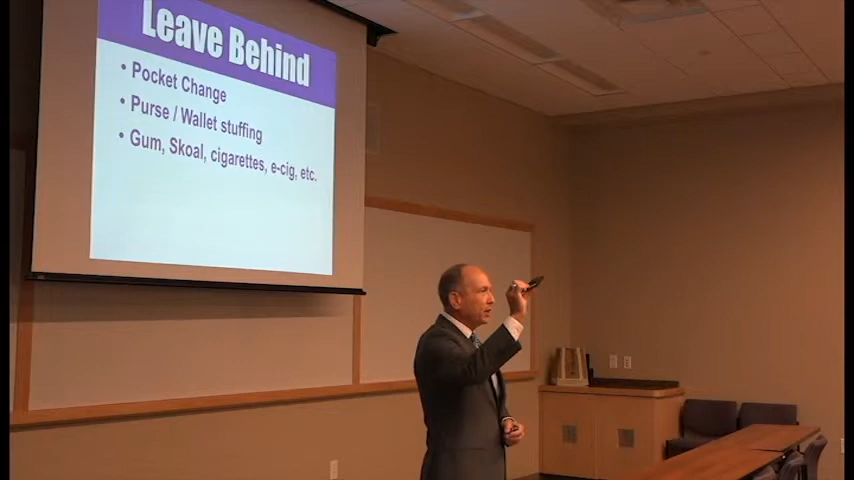 Leave Behind
• Pocket Change
• Purse / Wallet stuffing
• Gum, Skoal, cigarettes, e-cig, etc.